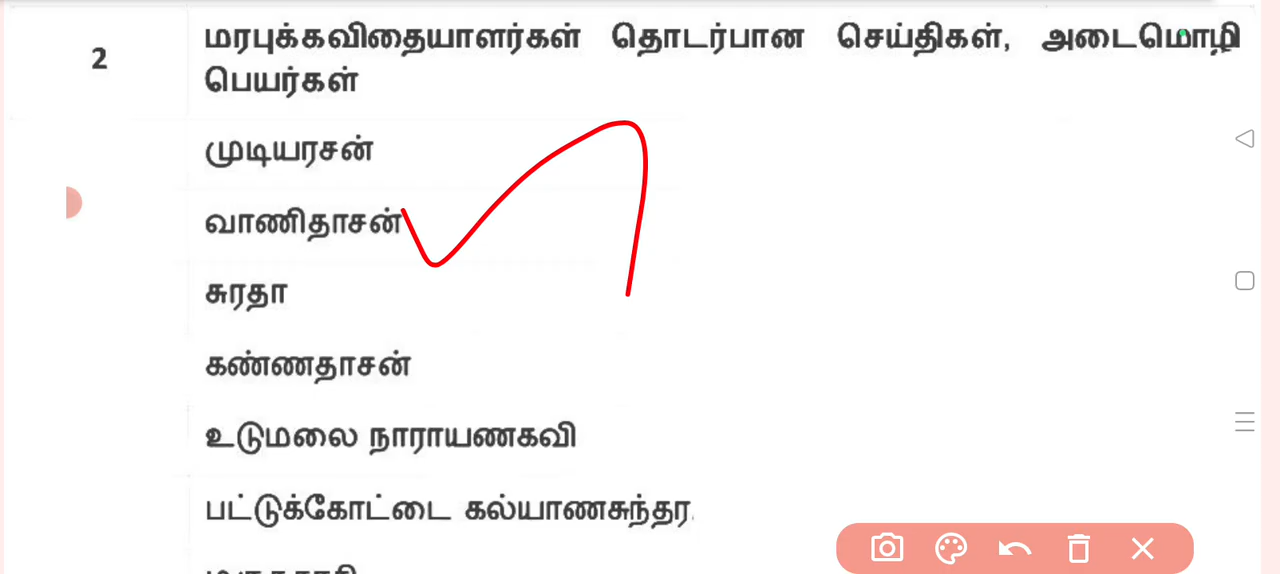 2
மரபுக்கவிதையாளர்கள் தொடர்பான செய்திகள், அடைமொழி
பெயர்கள்
முடியரசன்
வாணிதாசன்
சுரதா
கண்ணதாசன்
உடுமலை நாராயணகவி
பட்டுக்கோட்டை கல்யாணசுந்தர